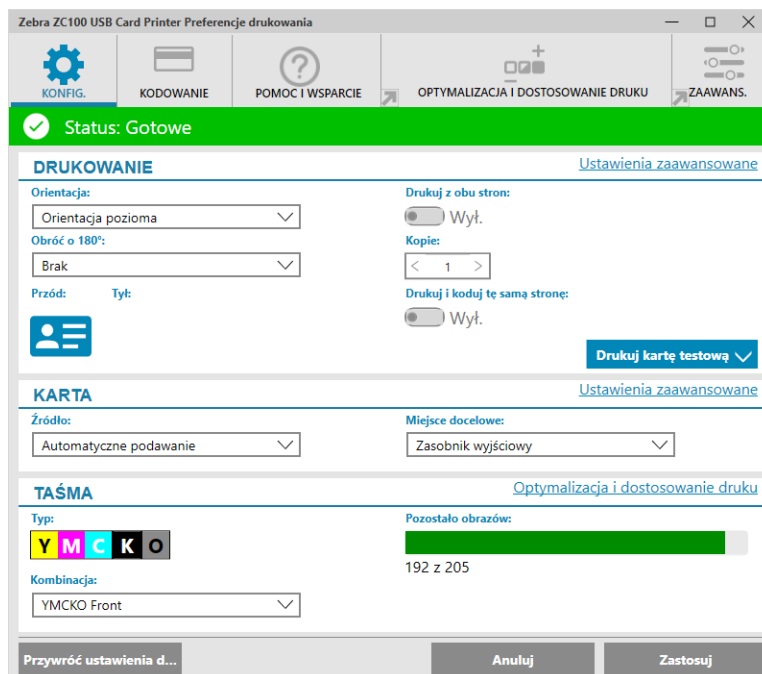 Zebra ZC100 USB Card Printer Preferencje drukowania
KONFIG.
KODOWANIE
POMOC I WSPARCIE
OPTYMALIZACJA I DOSTOSOWANIE DRUKU
ZAAWANS.
Status: Gotowe
DRUKOWANIE
Ustawienia zaawansowane
Orientacja:
Orientacja pozioma
Obróć o 180°:
Brak
Przód:
Tył:
Drukuj z obu stron:
Wył.
Kopie:
< 1 >
Drukuj i koduj tę samą stronę:
Wył.
Drukuj kartę testową
KARTA
Ustawienia zaawansowane
Źródło:
Automatyczne podawanie
Miejsce docelowe:
Zasobnik wyjściowy
TAŚMA
Optymalizacja i dostosowanie druku
Typ:
Y M C K O
Kombinacja:
YMCKO Front
Pozostało obrazów:
192 z 205
Przywróć ustawienia d...
Anuluj
Zastosuj